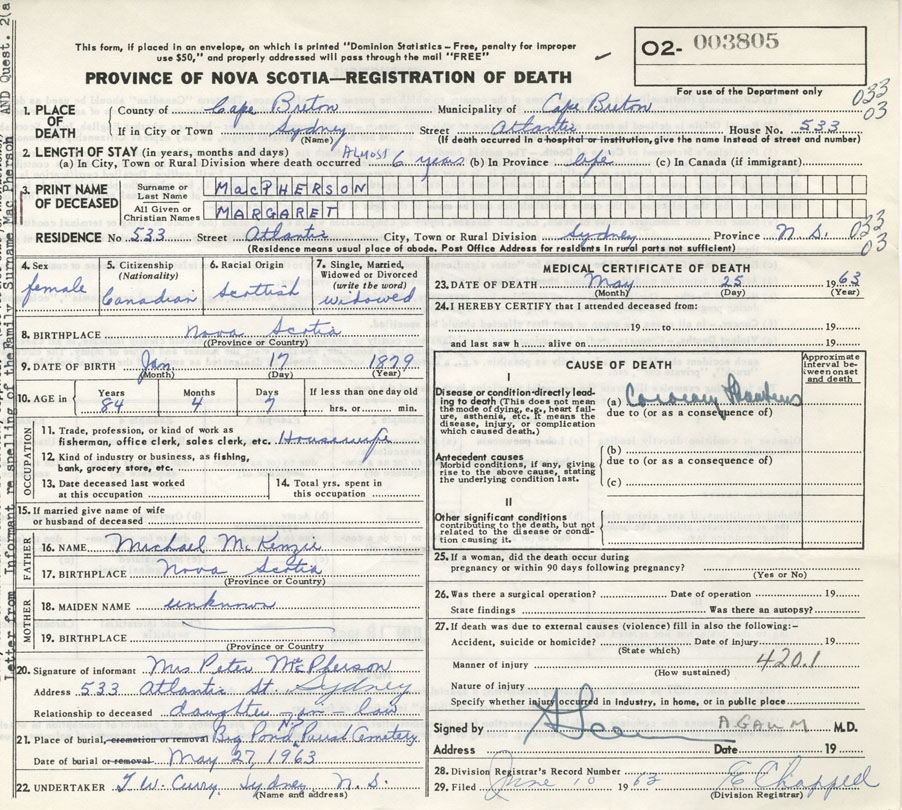 This form, if placed in an envelope, on which is printed "Dominion Statistics – Free, penalty for improper
use $50," and properly addressed will pass through the mail "FREE"
O2- 003805
For use of the Department only
PROVINCE OF NOVA SCOTIA—REGISTRATION OF DEATH
033
03
1. PLACE OF DEATH County of Cape Breton Municipality of Cape Breton
If in City or Town Sydney Street Atlantic House No. 533
(Name) (If death occurred in a hospital or institution, give the name instead of street and number)
2. LENGTH OF STAY (in years, months and days)
(a) In City, Town or Rural Division where death occurred ALMOST 6 years (b) In Province life (c) In Canada (if immigrant)
3. PRINT NAME OF DECEASED Surname or Last Name MacPHERSON
All Given or Christian Names MARGARET
RESIDENCE No 533 Street Atlantic City, Town or Rural Division Sydney Province N.S.
(Residence means usual place of abode. Post Office Address for residents in rural parts not sufficient)
033
03
4. Sex female
5. Citizenship (Nationality) Canadian
6. Racial Origin Scottish
7. Single, Married, Widowed or Divorced (write the word) widowed
8. BIRTHPLACE Nova Scotia
(Province or Country)
9. DATE OF BIRTH Jan 17 1879
(Month) (Day) (Year)
10. AGE in Years 84 Months 4 Days 7 If less than one day old
hrs. or min.
OCCUPATION
11. Trade, profession, or kind of work as
fisherman, office clerk, sales clerk, etc. Housewife
12. Kind of industry or business, as fishing,
bank, grocery store, etc.
13. Date deceased last worked
at this occupation
14. Total yrs. spent in
this occupation
15. If married give name of wife
or husband of deceased
FATHER
16. NAME Michael McKenzie
17. BIRTHPLACE Nova Scotia
(Province or Country)
MOTHER
18. MAIDEN NAME unknown
19. BIRTHPLACE
(Province or Country)
20. Signature of informant Mrs Peter McPherson
Address 533 Atlantic St. Sydney
Relationship to deceased daughter-in-law
21. Place of burial, cremation or removal Big Pond, N.S. Parish Cemetery
Date of burial or removal May 27, 1963
22. UNDERTAKER T.W. Curry, Sydney N.S.
(Name and address)
MEDICAL CERTIFICATE OF DEATH
23. DATE OF DEATH May 25 1963
(Month) (Day) (Year)
24. I HEREBY CERTIFY that I attended deceased from:
19 to 19
and last saw h alive on 19
CAUSE OF DEATH
Approximate interval between onset and death
I
Disease or condition directly leading to death (This does not mean the mode of dying, e.g., heart failure, asthenia, etc. It means the disease, injury, or complication which caused death.)
(a) Coronary Thrombosis
due to (or as a consequence of)
Antecedent causes
Morbid conditions, if any, giving rise to the above cause, stating the underlying condition last.
(b)
due to (or as a consequence of)
(c)
II
Other significant conditions
contributing to the death, but not related to the disease or condition causing it.
25. If a woman, did the death occur during
pregnancy or within 90 days following pregnancy?
(Yes or No)
26. Was there a surgical operation? Date of operation 19
State findings Was there an autopsy?
27. If death was due to external causes (violence) fill in also the following:-
Accident, suicide or homicide? Date of injury 19
(State which)
Manner of injury 420.1
(How sustained)
Nature of injury
Specify whether injury occurred in industry, in home, or in public place
Signed by A GAUM M.D.
Address Date 19
28. Division Registrar's Record Number
29. Filed June 10 1963 Chappell
(Division Registrar)
Letter from Informant re spelling of the Family Surname Mac Pherson AND Quest. 2(a